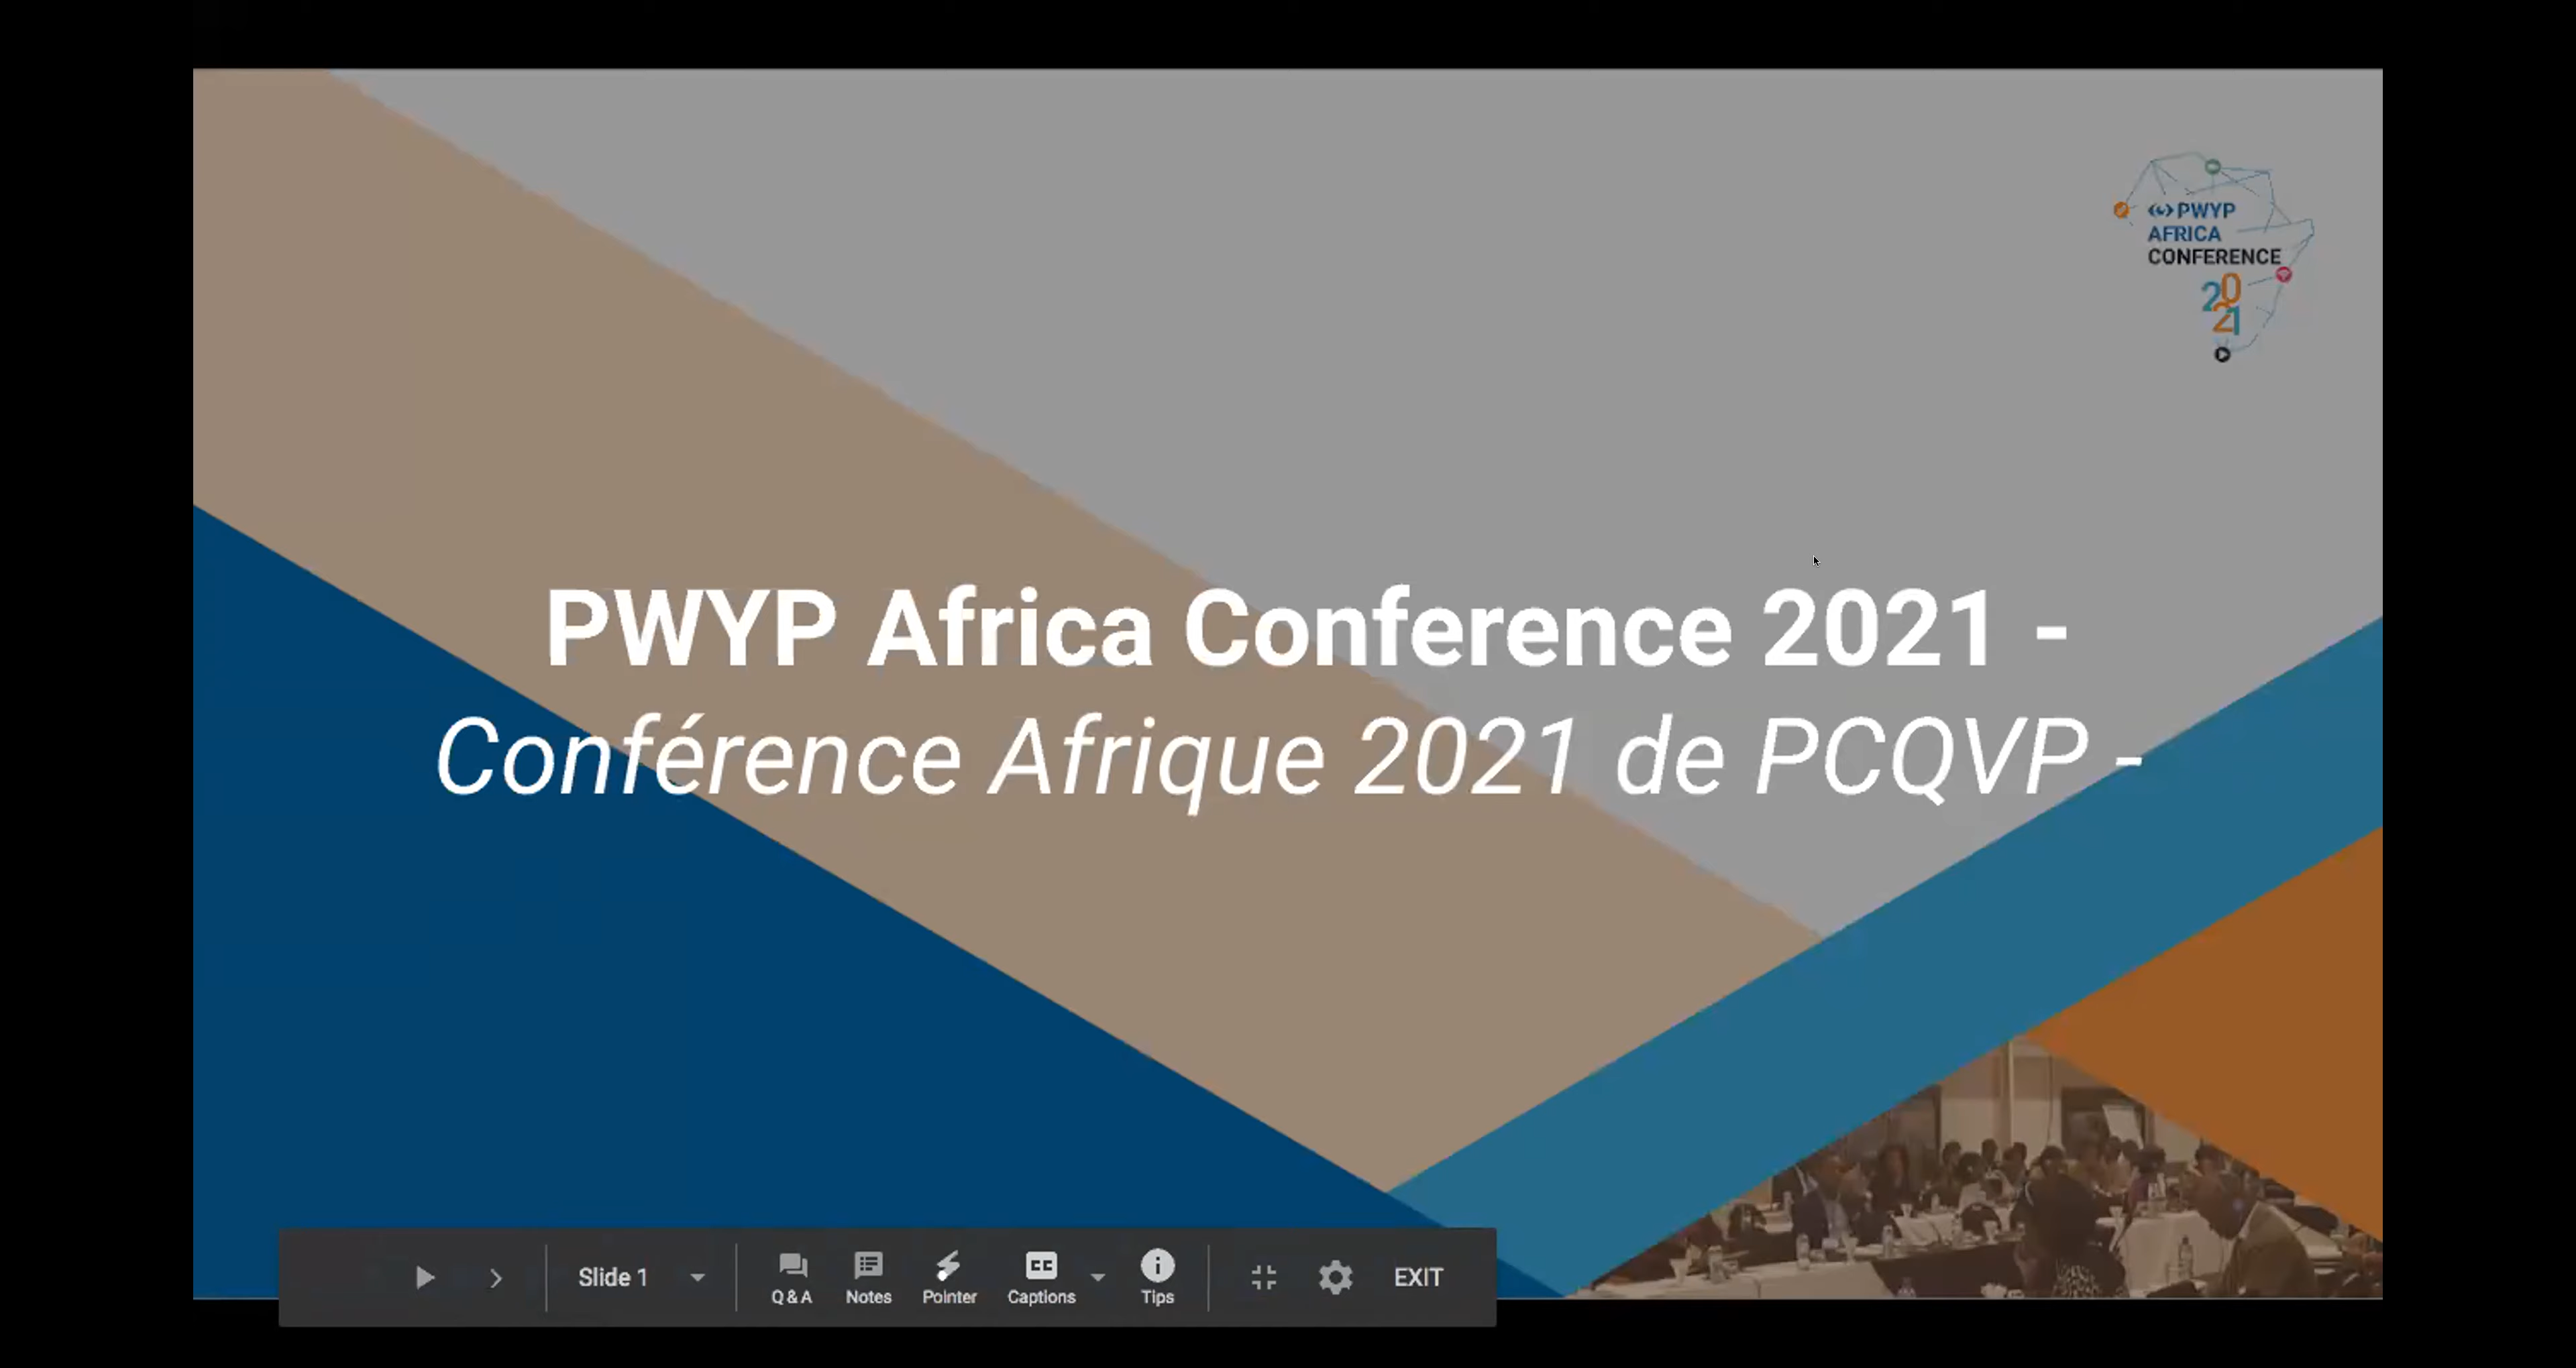 PWYP
AFRICA
CONFERENCE
2021
PWYP Africa Conference 2021 -
Conférence Afrique 2021 de PCQVP -
Slide 1
Q&A
Notes
Pointer
CC
Captions
Tips
EXIT